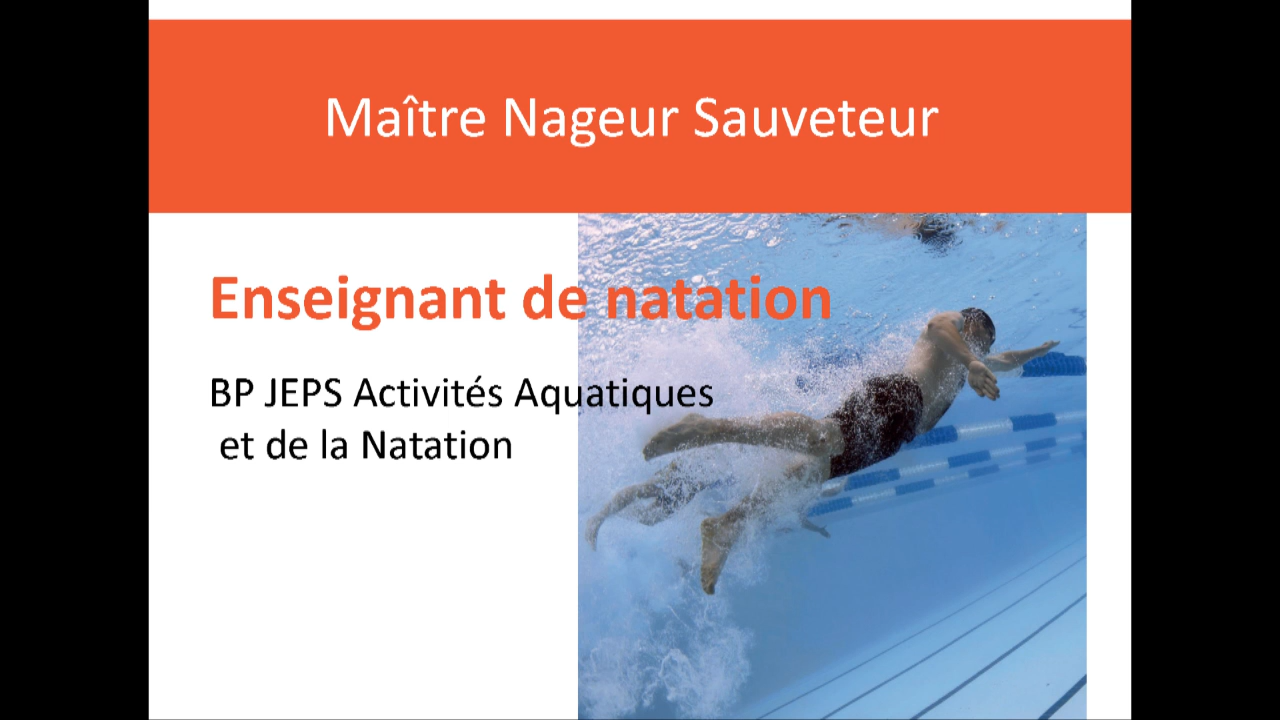 Maître Nageur Sauveteur
Enseignant de natation
BP JEPS Activités Aquatiques
et de la Natation